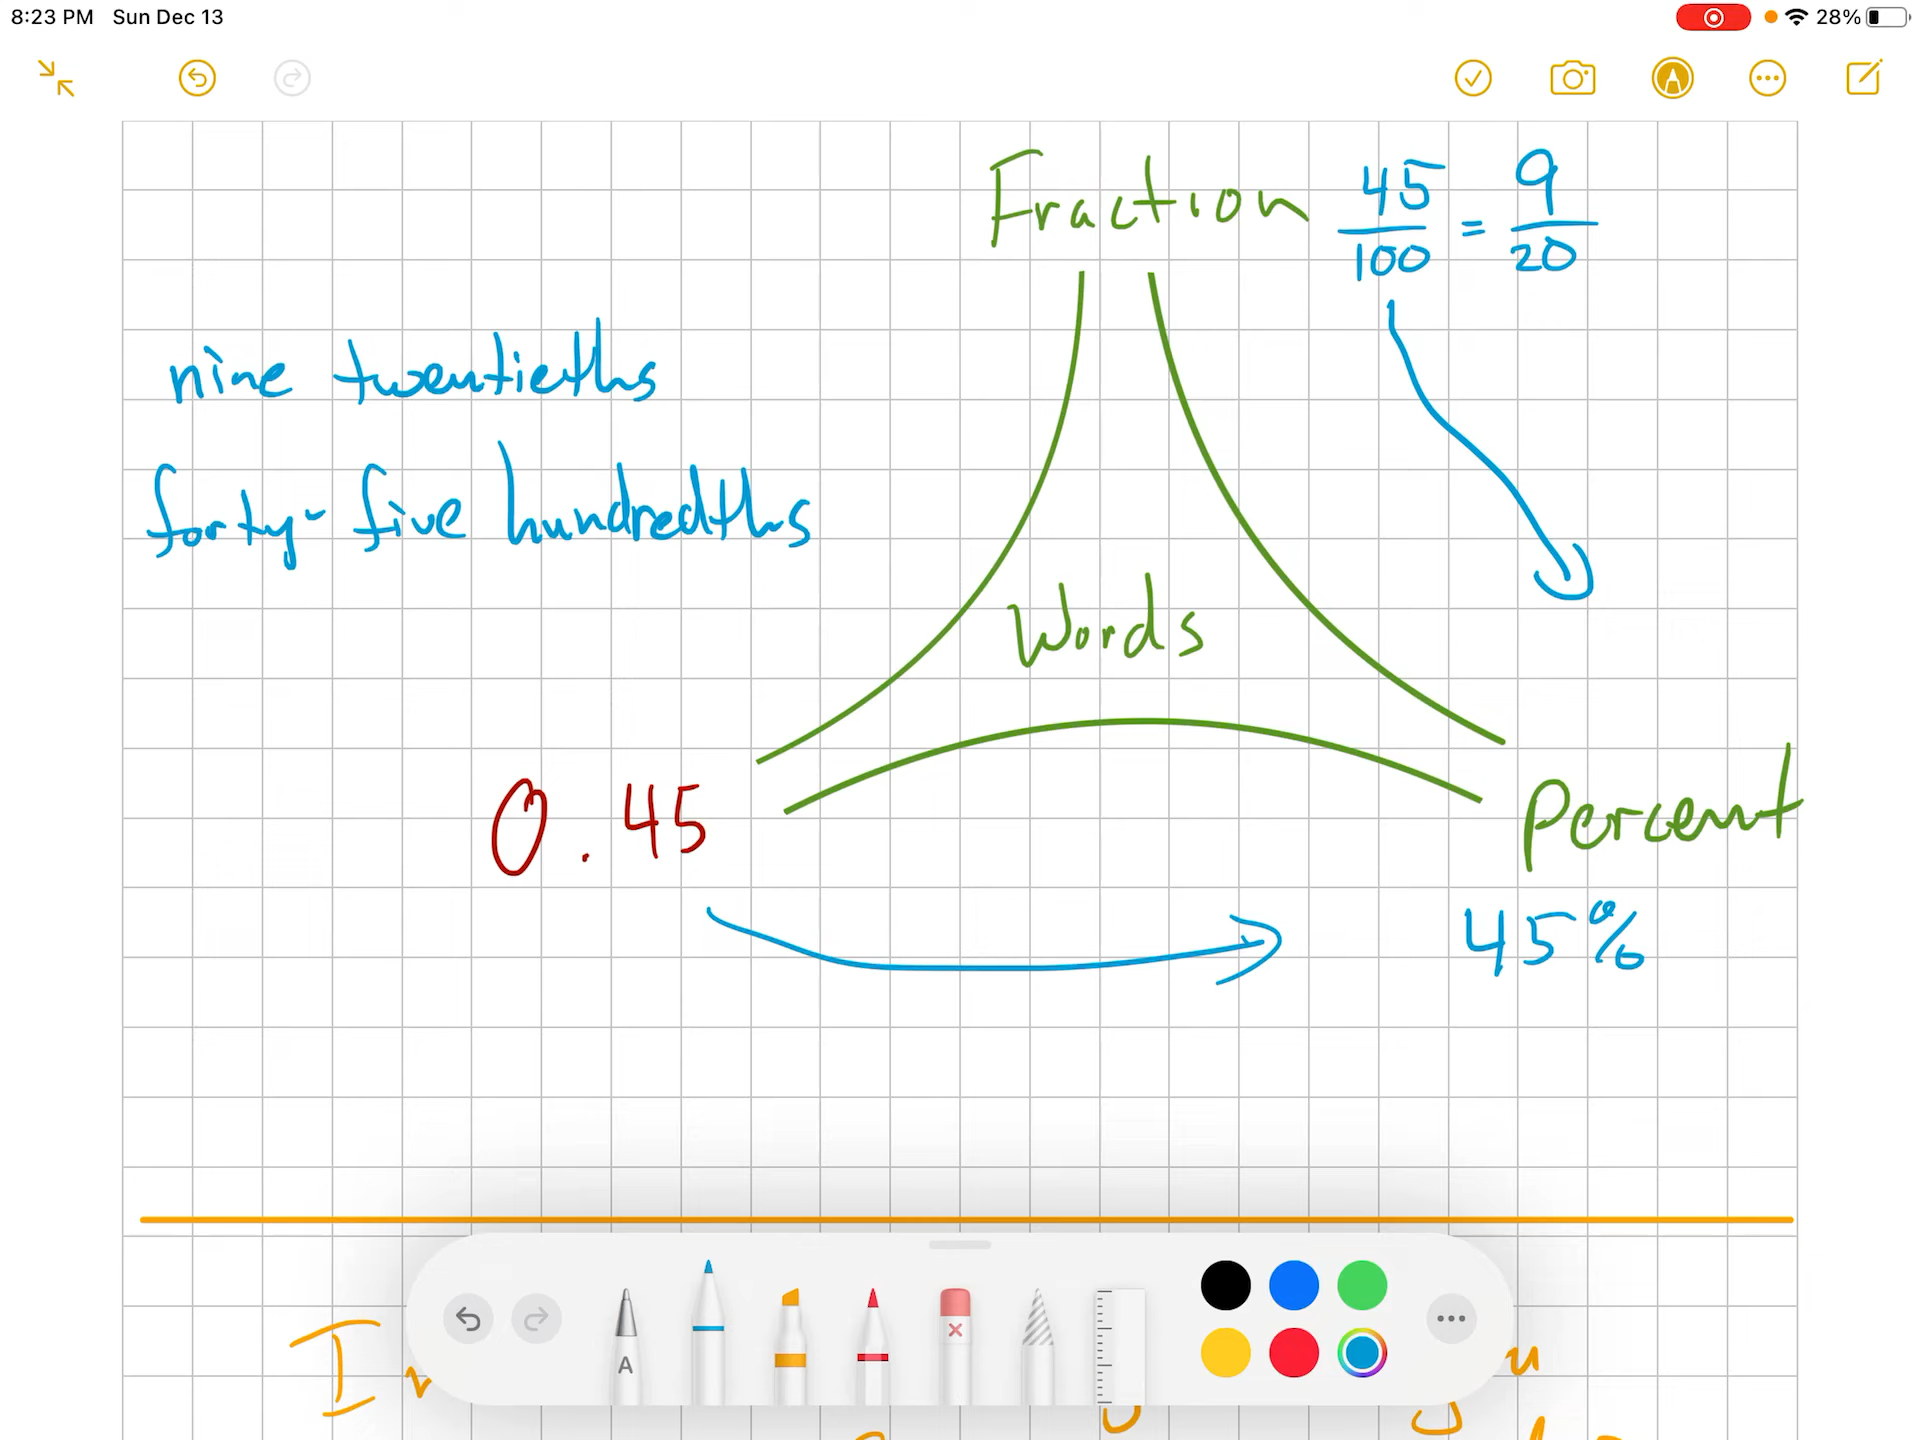 8:23 PM Sun Dec 13 28%
Fraction 45/100 = 9/20
nine twentieths
forty-five hundredths
Words
0.45
Percent
45%
A
I